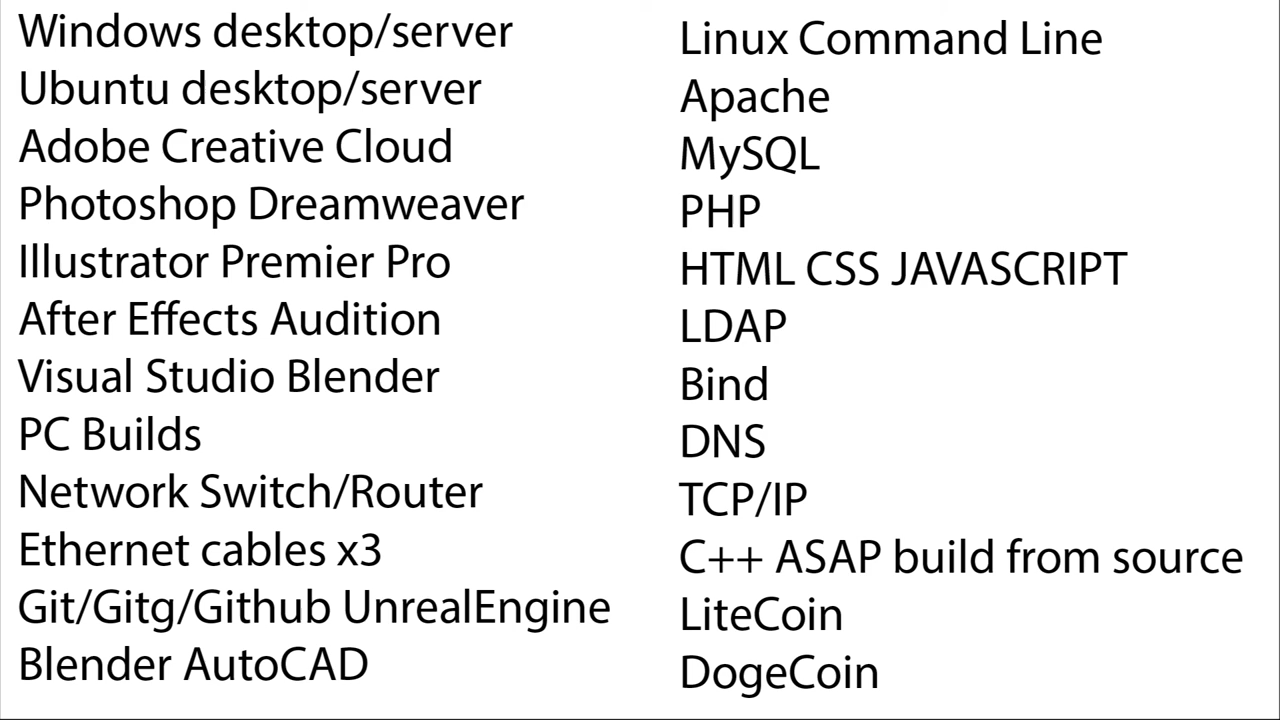 Windows desktop/server
Ubuntu desktop/server
Adobe Creative Cloud
Photoshop Dreamweaver
Illustrator Premier Pro
After Effects Audition
Visual Studio Blender
PC Builds
Network Switch/Router
Ethernet cables x3
Git/Gitg/Github UnrealEngine
Blender AutoCAD
Linux Command Line
Apache
MySQL
PHP
HTML CSS JAVASCRIPT
LDAP
Bind
DNS
TCP/IP
C++ ASAP build from source
LiteCoin
DogeCoin